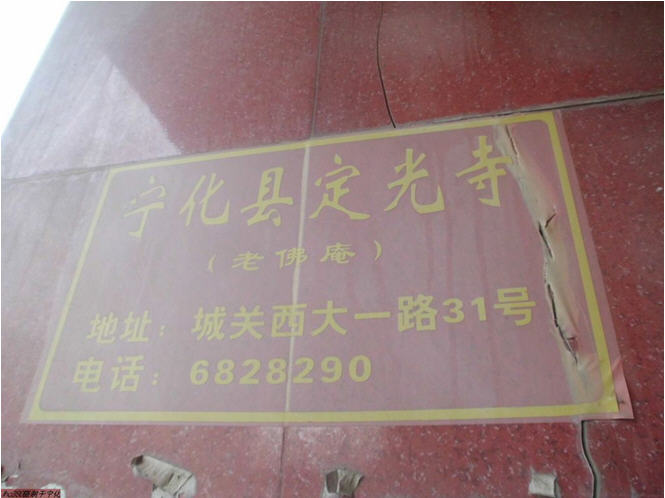 宁化县定光寺
（老佛庵）
地址：城关西大一路31号
电话：6828290